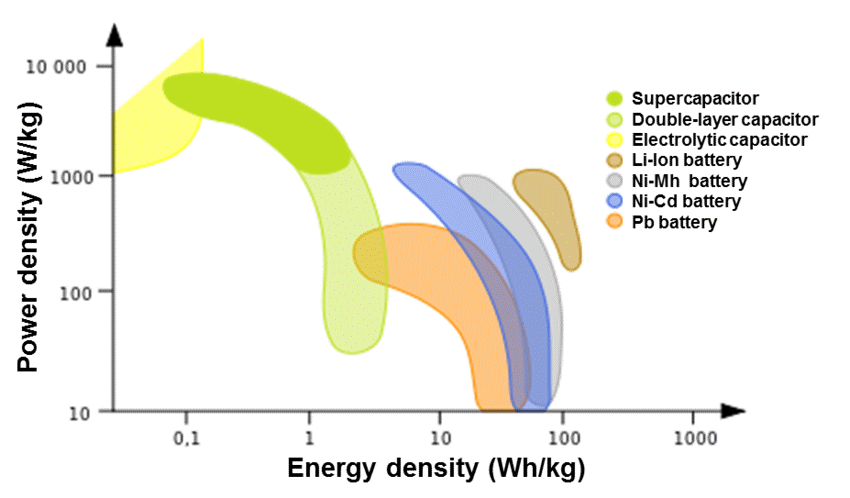 Power density (W/kg)
10 000
1000
100
10
0,1
1
10
100
1000
Energy density (Wh/kg)
Supercapacitor
Double-layer capacitor
Electrolytic capacitor
Li-Ion battery
Ni-Mh battery
Ni-Cd battery
Pb battery